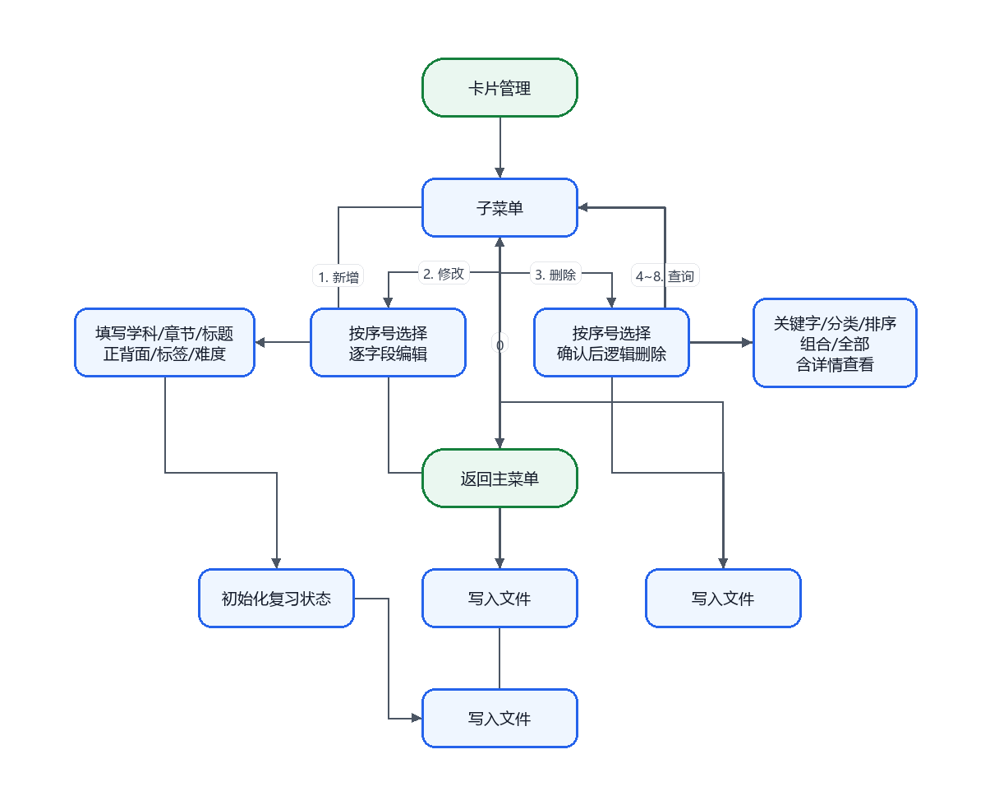 卡片管理
子菜单
1. 新增
2. 修改
3. 删除
4~8. 查询
填写学科/章节/标题
正背面/标签/难度
按序号选择
逐字段编辑
0
按序号选择
确认后逻辑删除
关键字/分类/排序
组合/全部
含详情查看
返回主菜单
初始化复习状态
写入文件
写入文件
写入文件